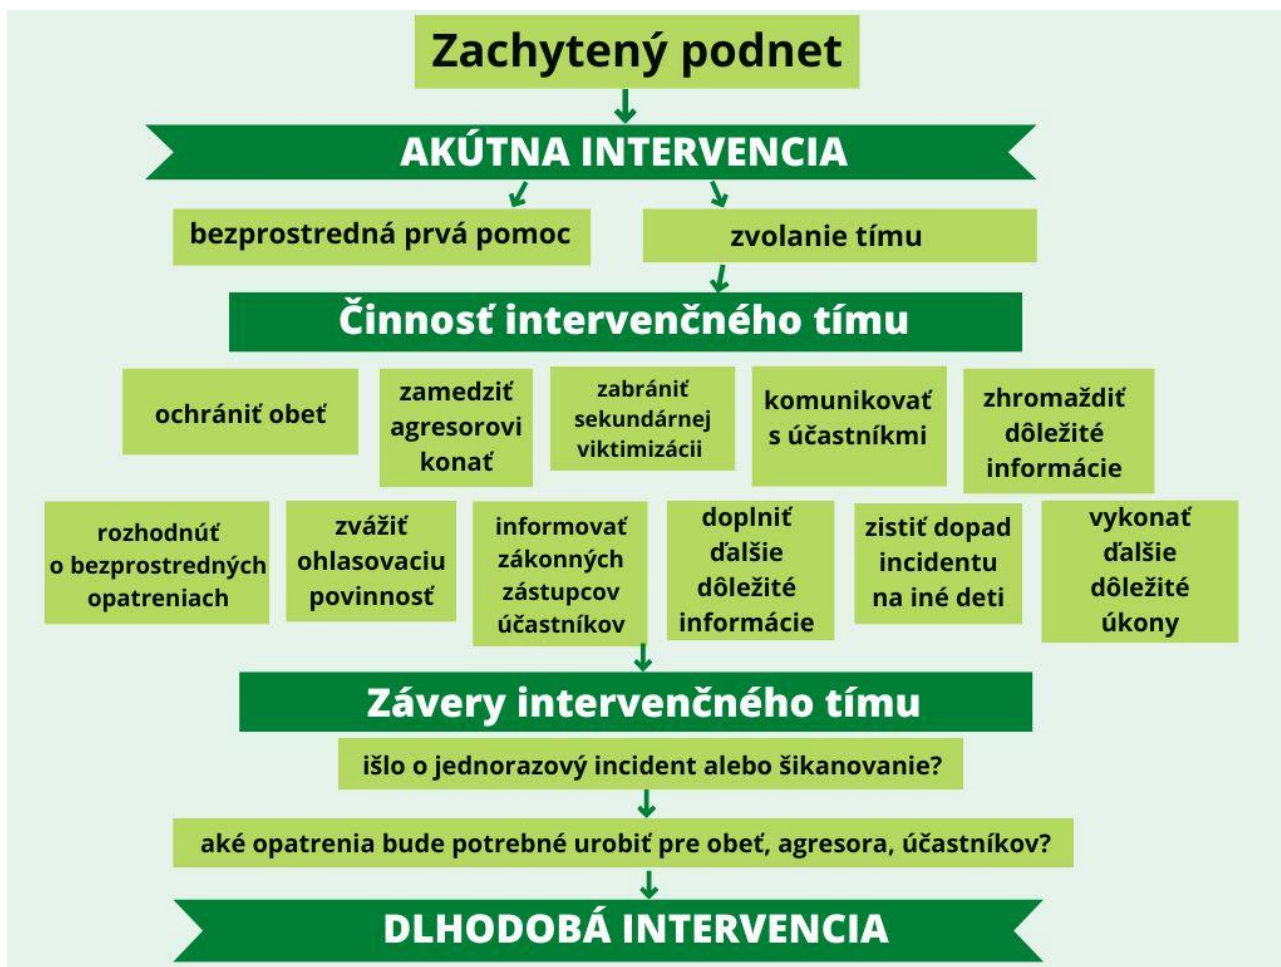 Zachytený podnet
AKÚTNA INTERVENCIA
bezprostredná prvá pomoc
zvolanie tímu
Činnosť intervenčného tímu
ochrániť obeť
zamedziť
agresorovi
konať
zabrániť
sekundárnej
viktimizácii
komunikovať
s účastníkmi
zhromaždiť
dôležité
informácie
rozhodnúť
o bezprostredných
opatreniach
zvážiť
ohlasovaciu
povinnosť
informovať
zákonných
zástupcov
účastníkov
doplniť
ďalšie
dôležité
informácie
zistiť dopad
incidentu
na iné deti
vykonať
ďalšie
dôležité
úkony
Závery intervenčného tímu
išlo o jednorazový incident alebo šikanovanie?
aké opatrenia bude potrebné urobiť pre obeť, agresora, účastníkov?
DLHODOBÁ INTERVENCIA